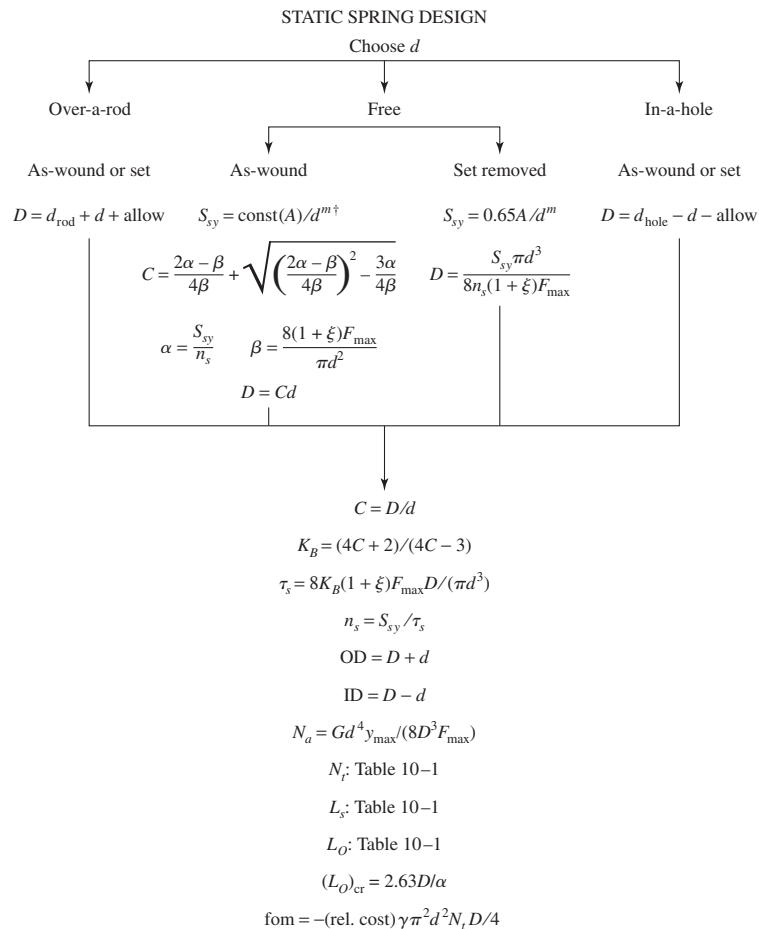 STATIC SPRING DESIGN
Choose d
Over-a-rod Free In-a-hole
As-wound or set As-wound Set removed As-wound or set
D = d_rod + d + allow S_sy = const(A)/d^m† S_sy = 0.65A/d^m D = d_hole − d − allow
C = (2α − β)/(4β) + √(((2α − β)/(4β))² − 3α/(4β)) D = S_sy πd³/(8n_s(1 + ξ)F_max)
α = S_sy/n_s β = 8(1 + ξ)F_max/(πd²)
D = Cd
C = D/d
K_B = (4C + 2)/(4C − 3)
τ_s = 8K_B(1 + ξ)F_max D/(πd³)
n_s = S_sy/τ_s
OD = D + d
ID = D − d
N_a = Gd⁴y_max/(8D³F_max)
N_t: Table 10–1
L_s: Table 10–1
L_O: Table 10–1
(L_O)_cr = 2.63D/α
fom = −(rel. cost)γπ²d²N_t D/4